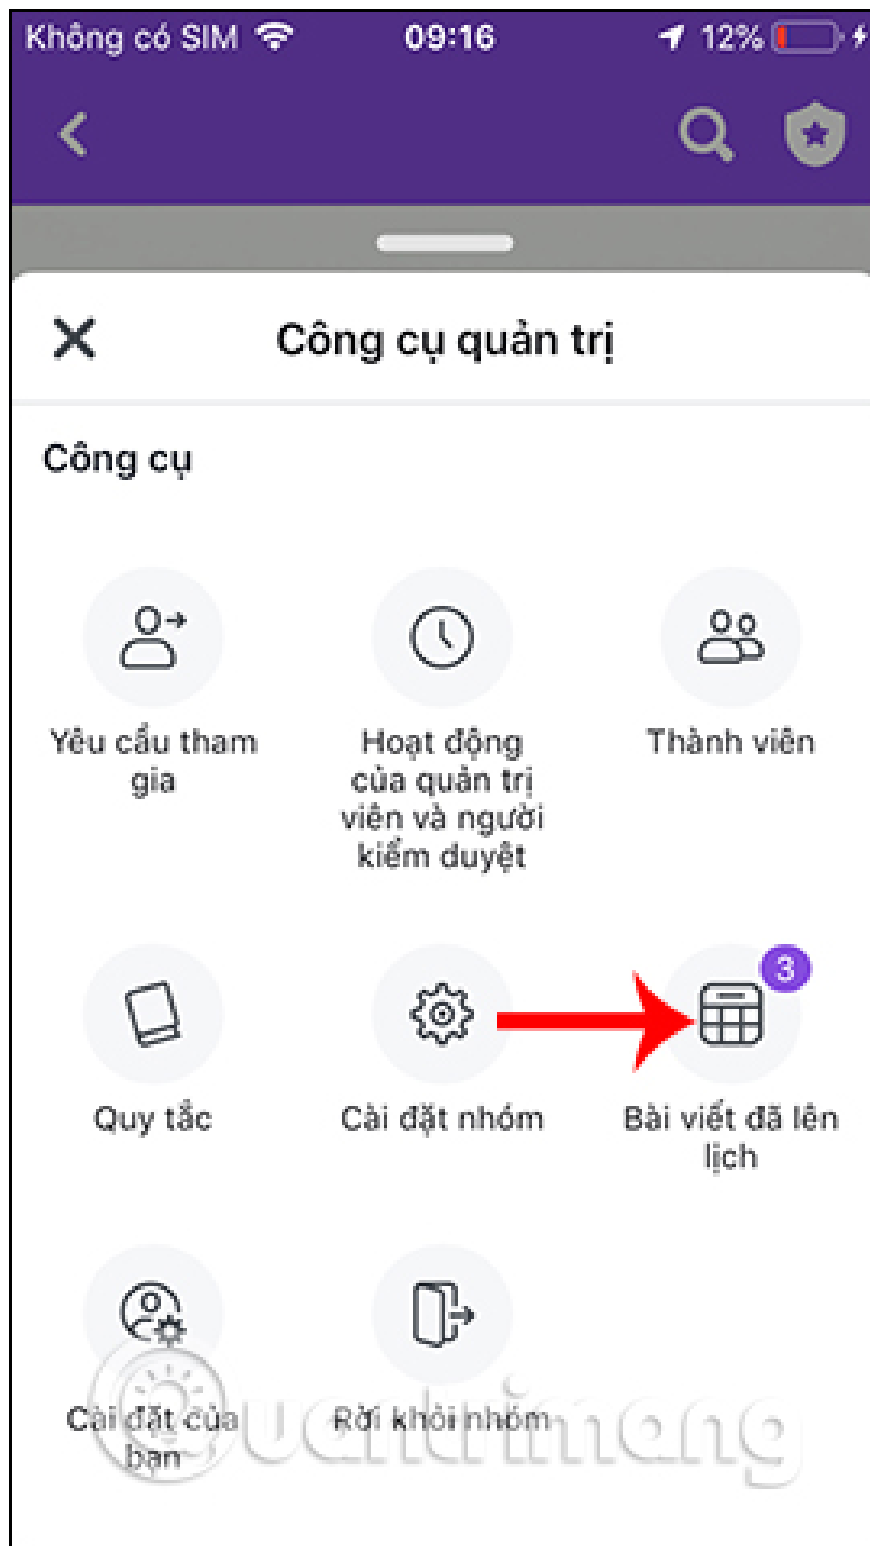 Không có SIM 09:16 12%
Công cụ quản trị
Công cụ
Yêu cầu tham
gia
Hoạt động
của quản trị
viên và người
kiểm duyệt
Thành viên
Quy tắc
Cài đặt nhóm
3
Bài viết đã lên
lịch
Cài đặt của
bạn
Rời khỏi nhóm
Quantrimang